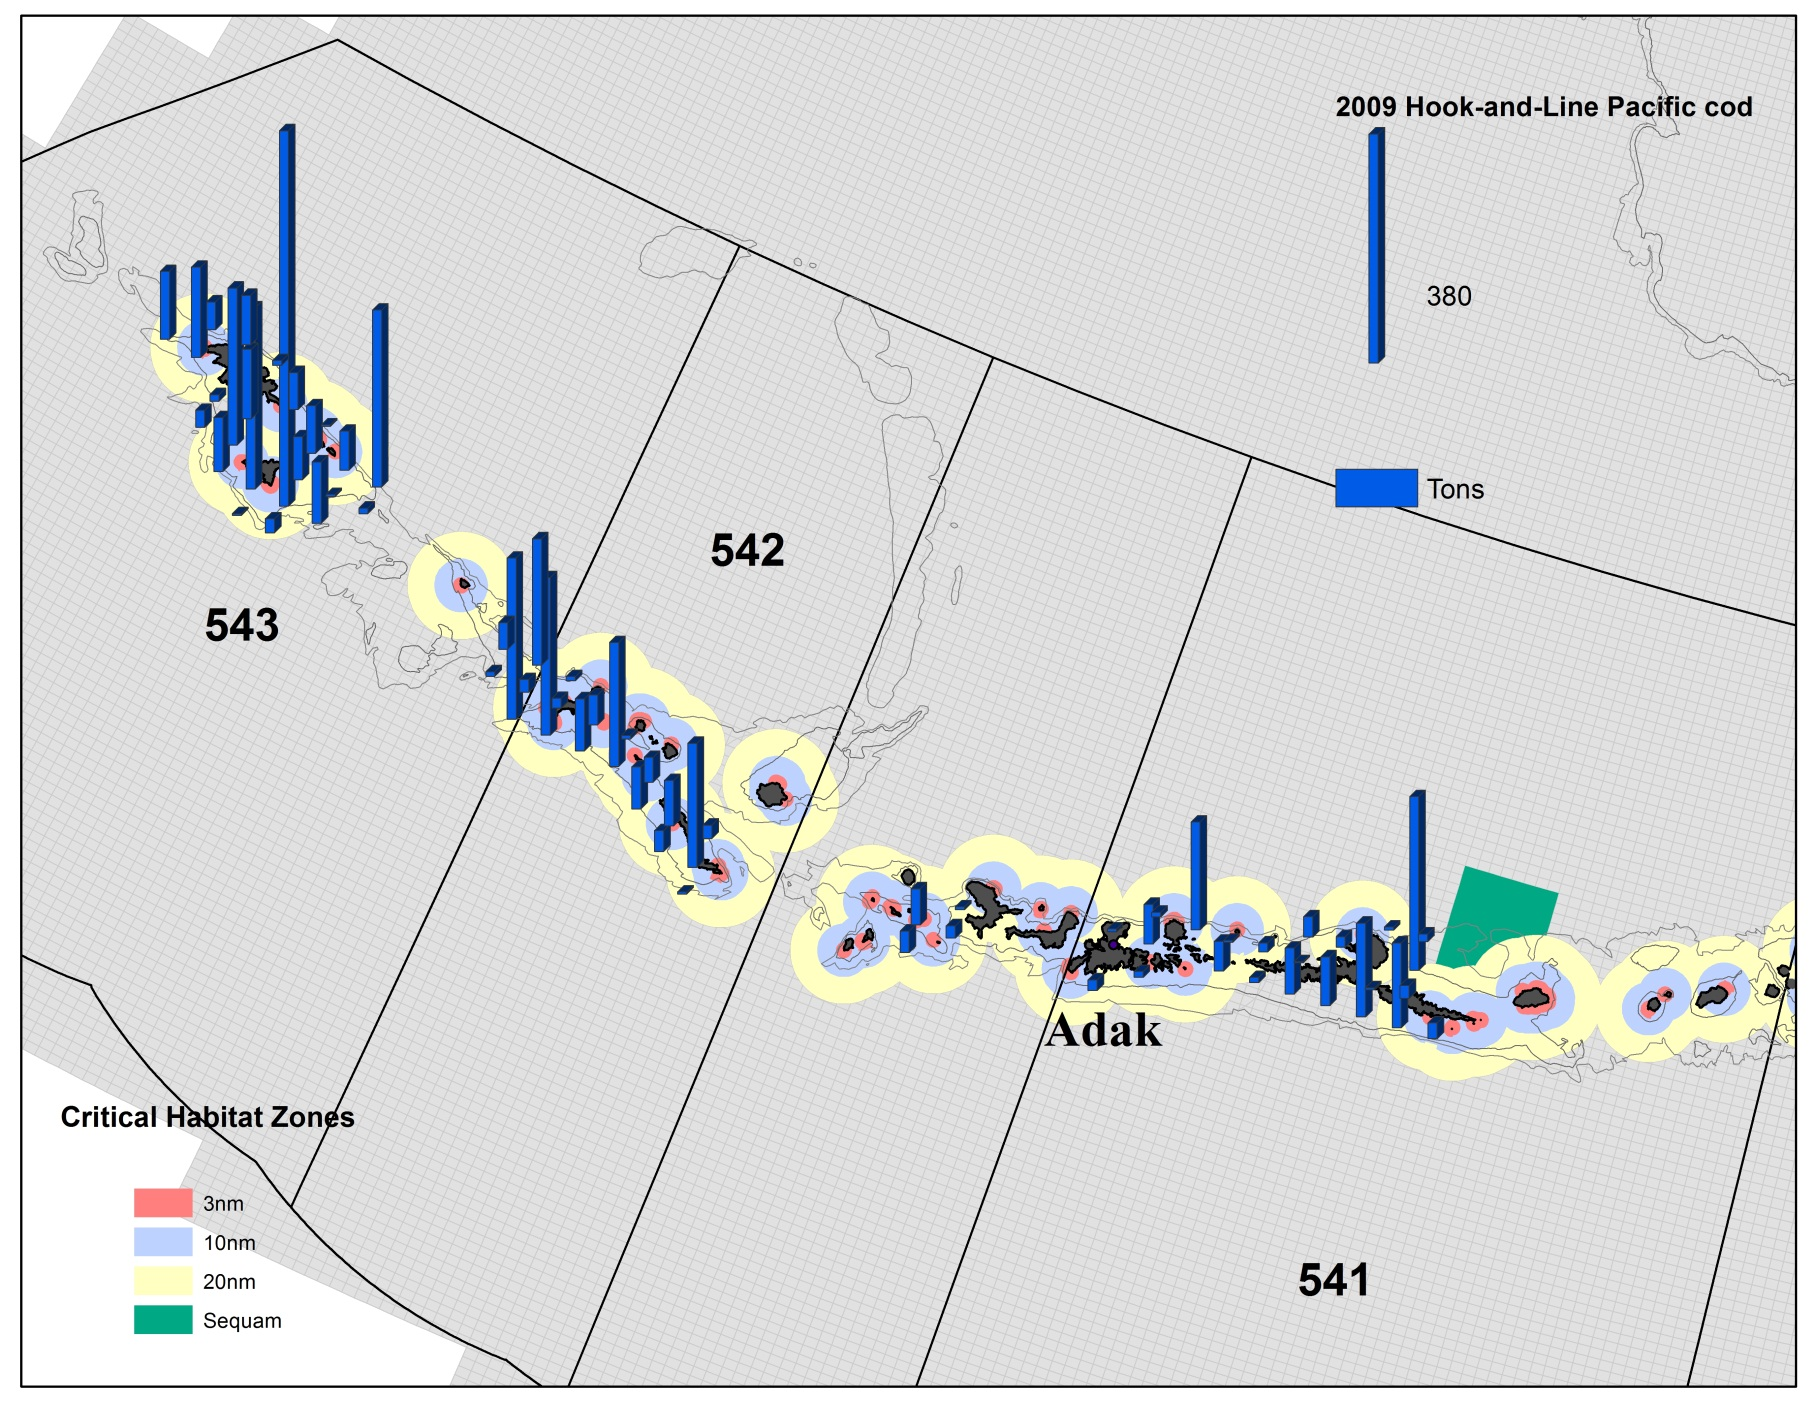 2009 Hook-and-Line Pacific cod
380
Tons
542
543
Adak
541
Critical Habitat Zones
3nm
10nm
20nm
Sequam